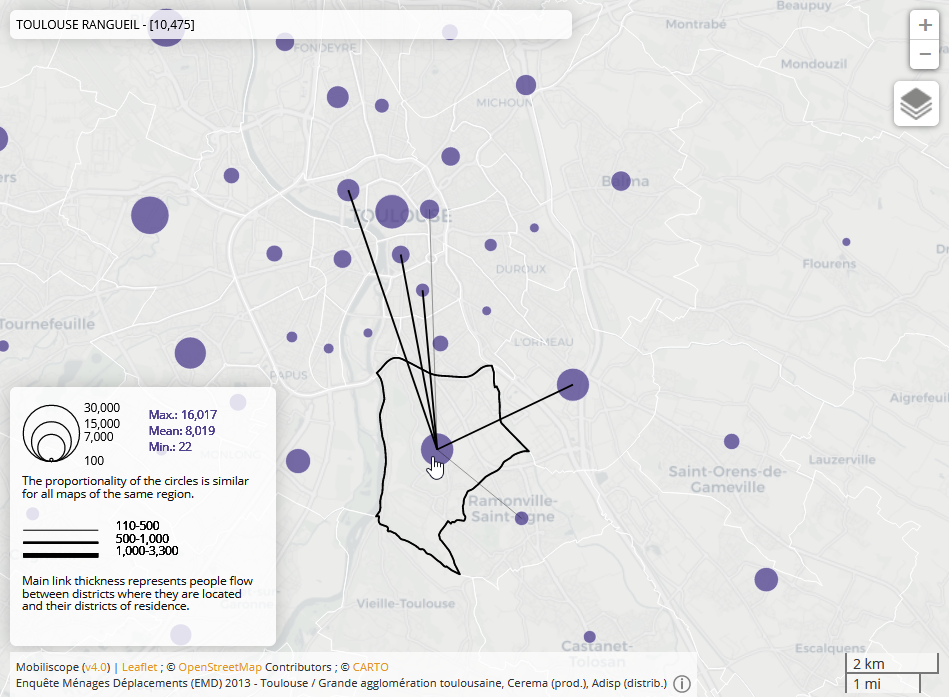 TOULOUSE RANGUEIL - [10,475]
Beaupuy
Montrabé
+
−
FONDEYRE
Mondouzil
MICHOUN
ers
Balma
TOULOUSE
Flourens
DUROUX
Tournefeuille
L'ORMEAU
PAPUS
Aigrefeuil
30,000
15,000
7,000
100
Max.: 16,017
Mean: 8,019
Min.: 22
The proportionality of the circles is similar
for all maps of the same region.
110-500
500-1,000
1,000-3,300
Main link thickness represents people flow
between districts where they are located
and their districts of residence.
Lauzerville
Saint-Orens-de-
Gameville
Ramonville-
Vieille-Toulouse
Castanet-
Tolosan
Escalquens
2 km
1 mi
Mobiliscope (v4.0) | Leaflet ; © OpenStreetMap Contributors ; © CARTO
Enquête Ménages Déplacements (EMD) 2013 - Toulouse / Grande agglomération toulousaine, Cerema (prod.), Adisp (distrib.)